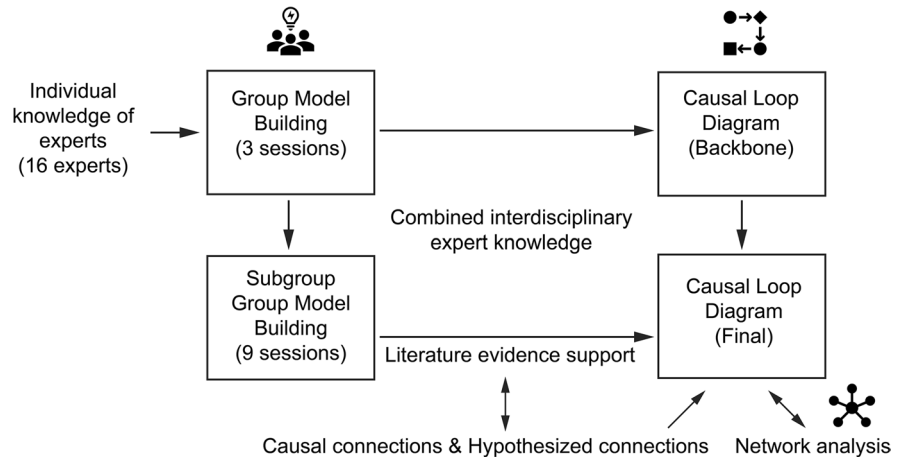 Individual
knowledge of
experts
(16 experts)
Group Model
Building
(3 sessions)
Causal Loop
Diagram
(Backbone)
Combined interdisciplinary
expert knowledge
Subgroup
Group Model
Building
(9 sessions)
Causal Loop
Diagram
(Final)
Literature evidence support
Causal connections & Hypothesized connections
Network analysis